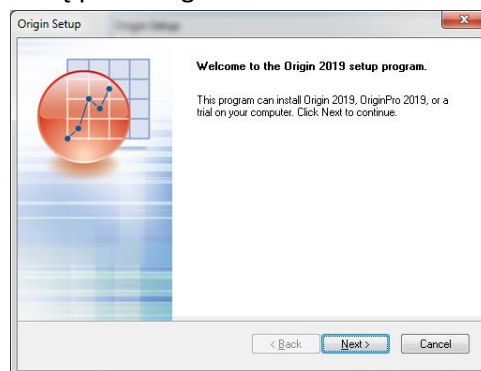 Origin Setup
Welcome to the Origin 2019 setup program.
This program can install Origin 2019, OriginPro 2019, or a
trial on your computer. Click Next to continue.
< Back
Next >
Cancel